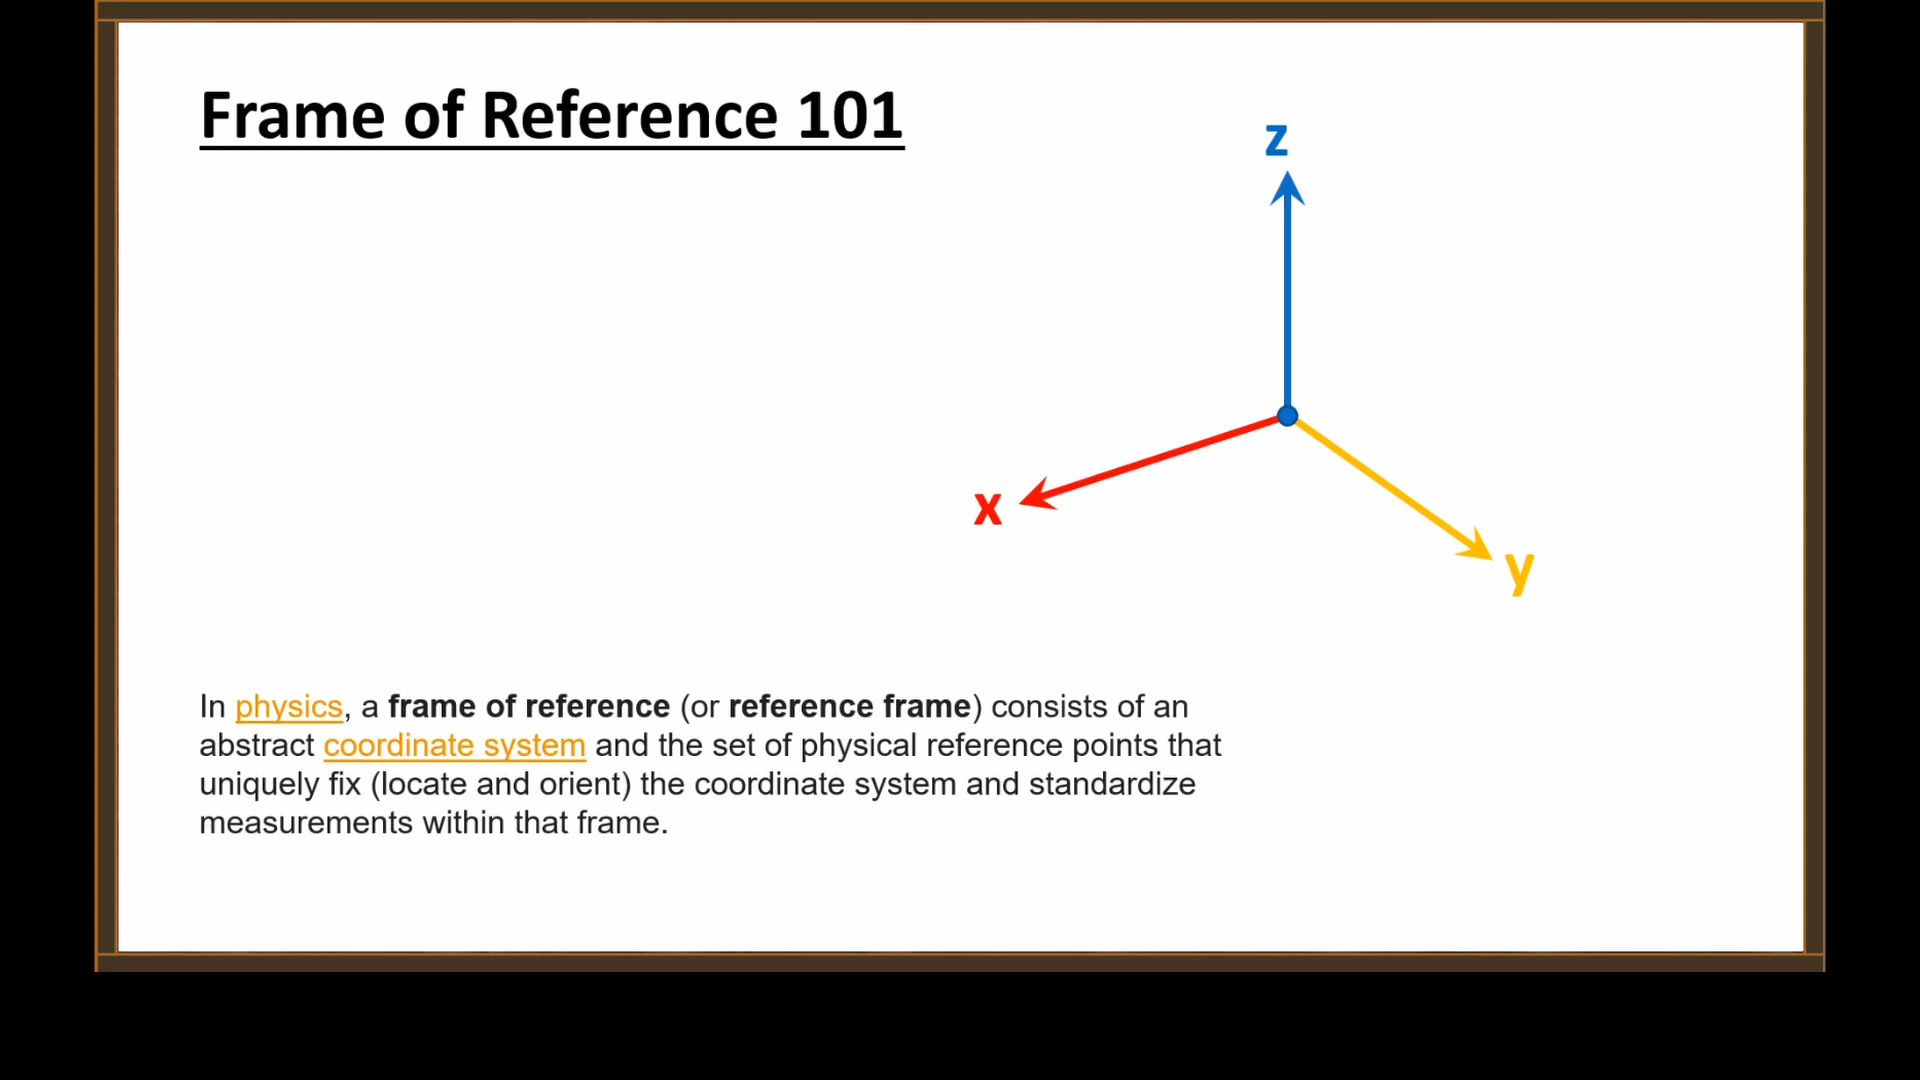 Frame of Reference 101
z
x
y
In physics, a frame of reference (or reference frame) consists of an
abstract coordinate system and the set of physical reference points that
uniquely fix (locate and orient) the coordinate system and standardize
measurements within that frame.